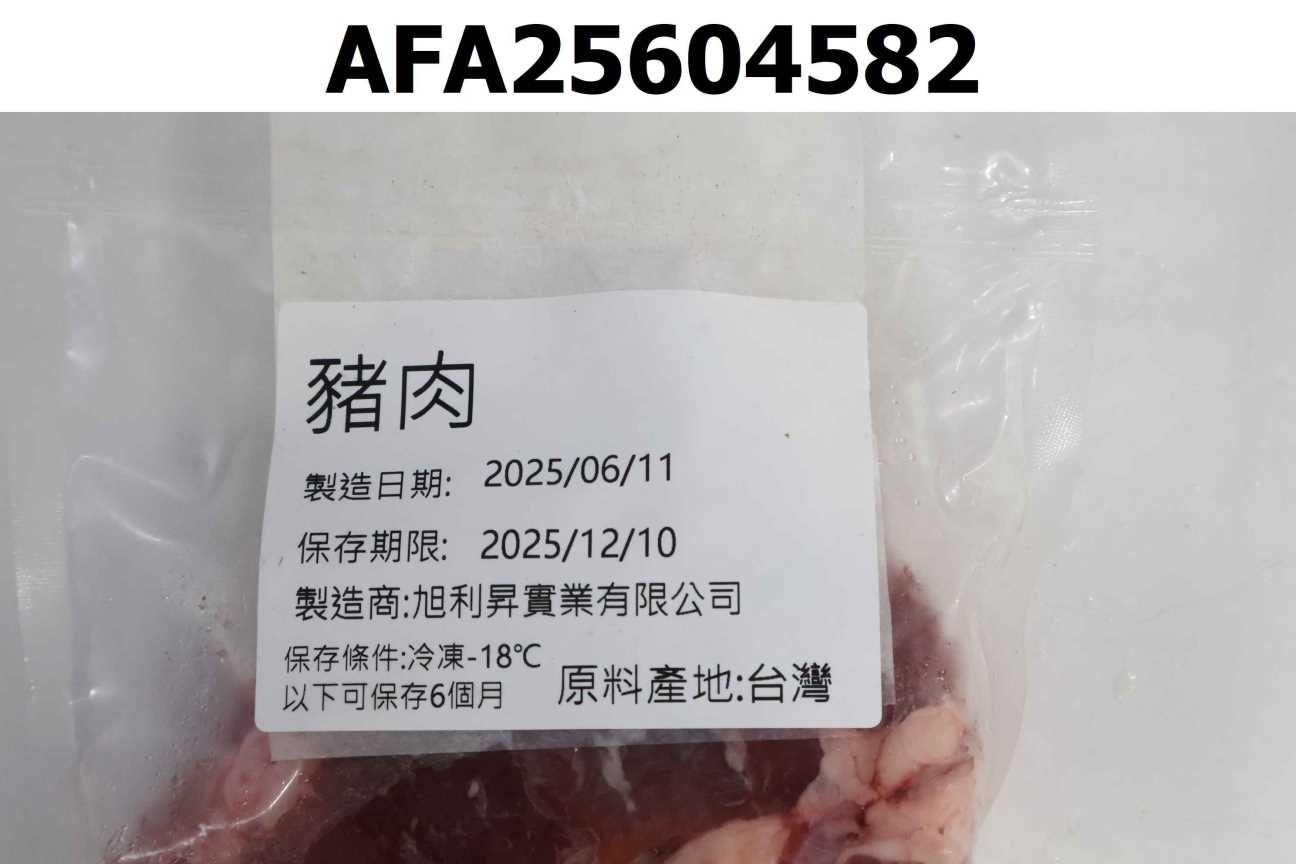 AFA25604582
豬肉
製造日期: 2025/06/11
保存期限: 2025/12/10
製造商:旭利昇實業有限公司
保存條件:冷凍-18℃
以下可保存6個月
原料產地:台灣